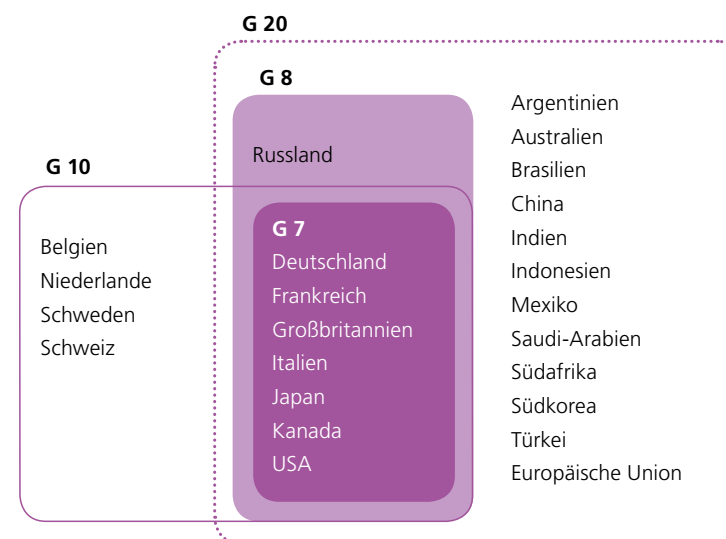 G 20
G 8
Russland
G 10
Belgien
Niederlande
Schweden
Schweiz
G 7
Deutschland
Frankreich
Großbritannien
Italien
Japan
Kanada
USA
Argentinien
Australien
Brasilien
China
Indien
Indonesien
Mexiko
Saudi-Arabien
Südafrika
Südkorea
Türkei
Europäische Union